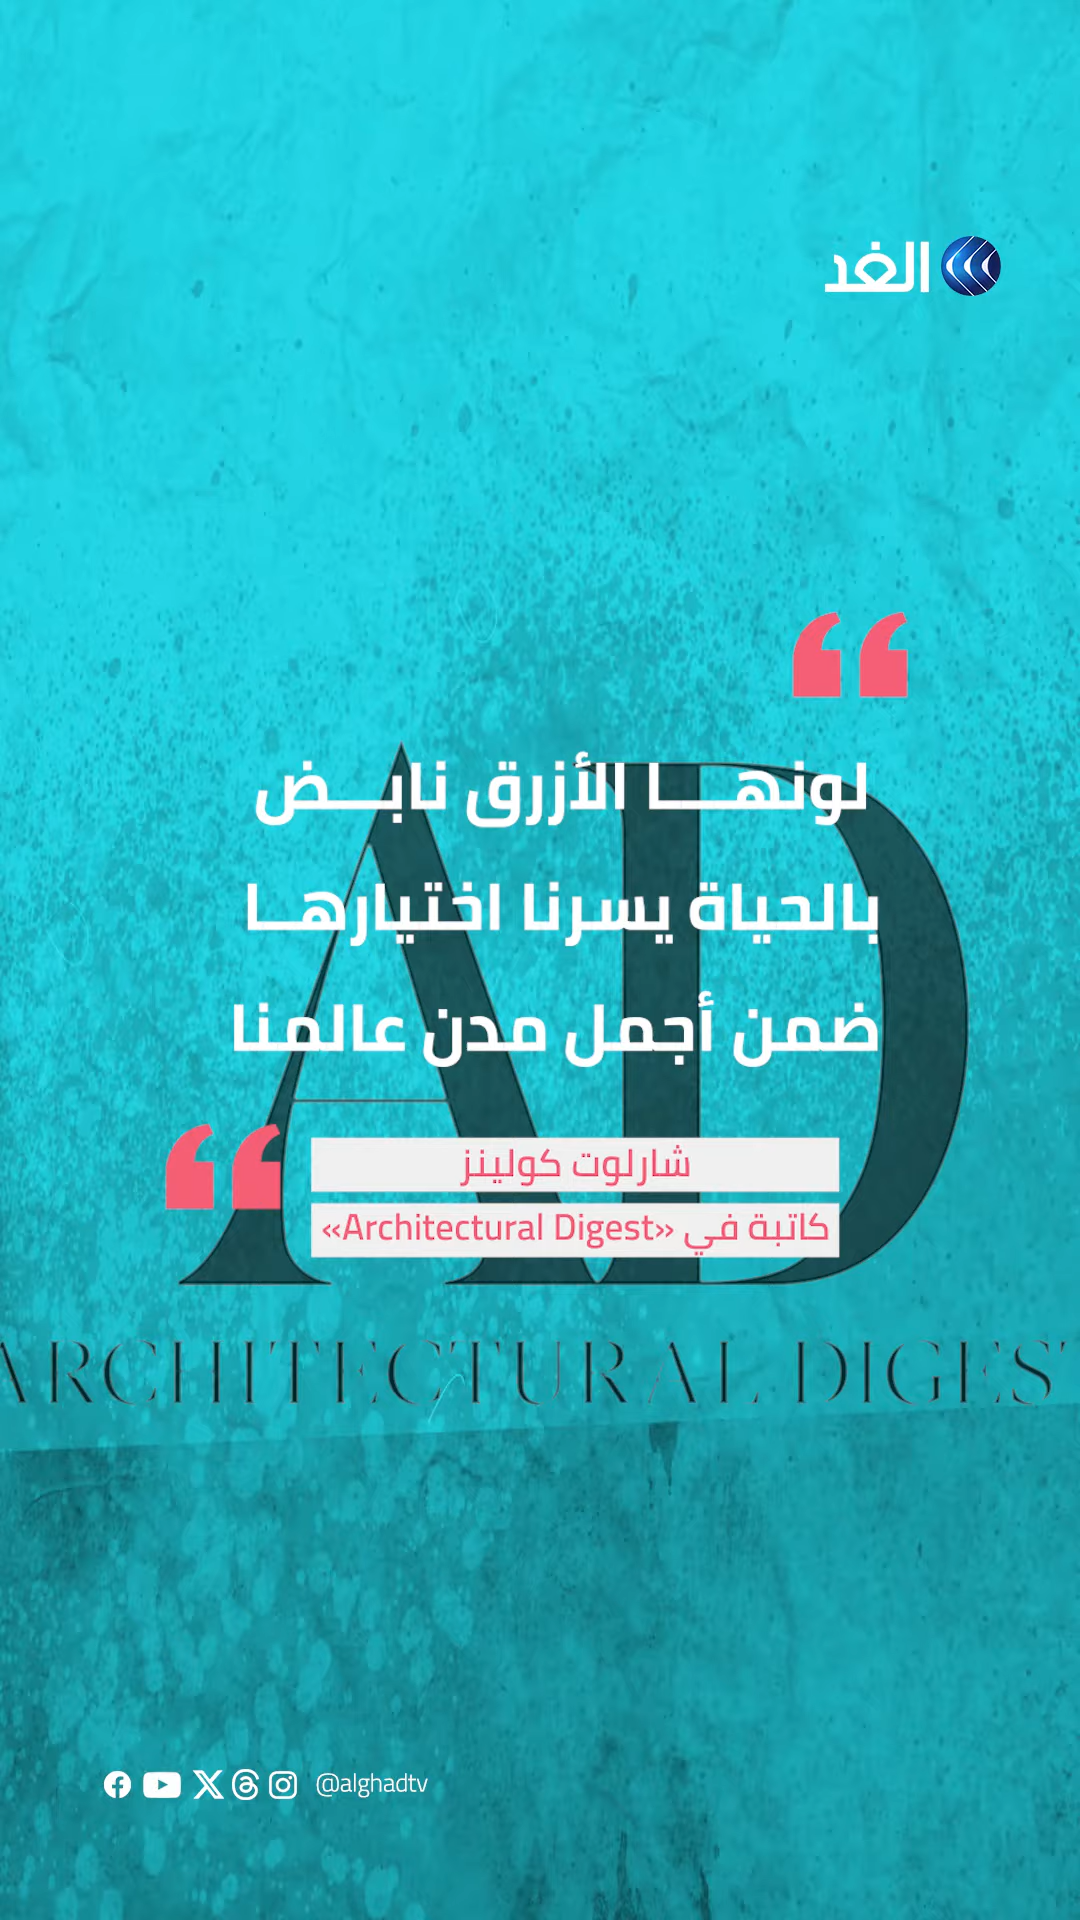 الغد
لونهـــا الأزرق نابـــض
بالحياة يسرنا اختيارهــا
ضمن أجمل مدن عالمنا
شارلوت كولينز
كاتبة في «Architectural Digest»
AD
ARCHITECTURAL DIGEST
@alghadtv